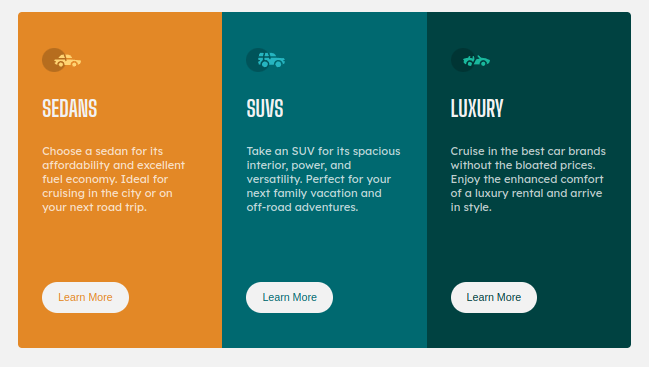 SEDANS
Choose a sedan for its
affordability and excellent
fuel economy. Ideal for
cruising in the city or on
your next road trip.
Learn More
SUVS
Take an SUV for its spacious
interior, power, and
versatility. Perfect for your
next family vacation and
off-road adventures.
Learn More
LUXURY
Cruise in the best car brands
without the bloated prices.
Enjoy the enhanced comfort
of a luxury rental and arrive
in style.
Learn More